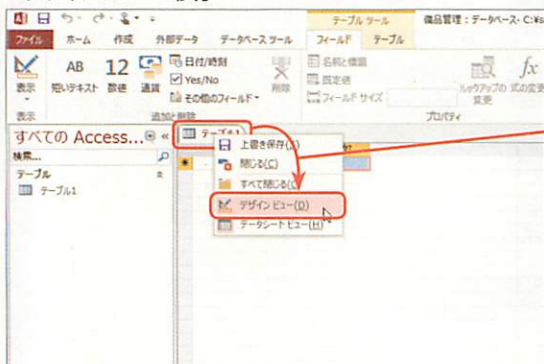 テーブル ツール
備品管理：データベース- C:¥s
ファイル ホーム 作成 外部データ データベース ツール フィールド テーブル
AB 12 日付/時刻 名前と標題 fx
Yes/No 既定値
表示 短いテキスト 数値 通貨 その他のフィールド 削除 フィールド サイズ ルックアップの変更 式の変更
表示 追加と削除 プロパティ
すべての Access... « テーブル1
検索... 上書き保存(S)
閉じる(C)
テーブル すべて閉じる(C)
テーブル1 デザイン ビュー(D)
データシート ビュー(H)